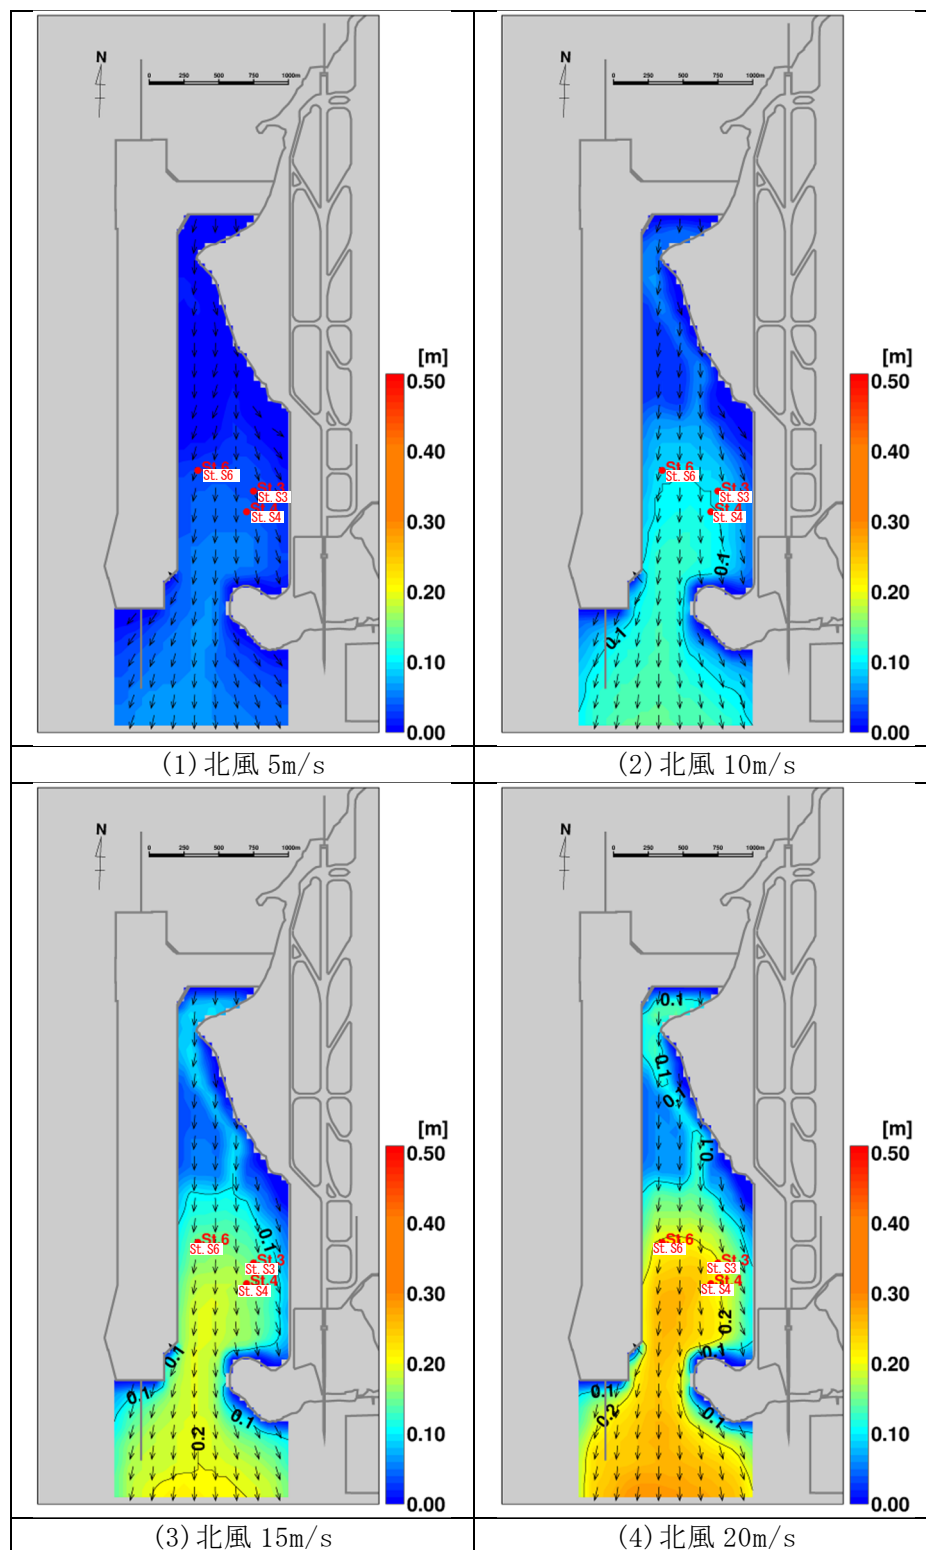 N
0 250 500 750 1000m
[m]
0.50
0.40
0.30
0.20
0.10
0.00
St.6
St. S6
St.3
St. S3
St.4
St. S4
(1)北風 5m/s
N
0 250 500 750 1000m
[m]
0.50
0.40
0.30
0.20
0.10
0.00
St.6
St. S6
St.3
St. S3
St.4
St. S4
0.1
0.1
(2)北風 10m/s
N
0 250 500 750 1000m
[m]
0.50
0.40
0.30
0.20
0.10
0.00
0.1
St.6
St. S6
St.3
St. S3
St.4
St. S4
0.1
0.1
0.1
0.2
(3)北風 15m/s
N
0 250 500 750 1000m
0.1
0.1
0.1
0.1
[m]
0.50
0.40
0.30
0.20
0.10
0.00
St.6
St. S6
St.3
St. S3
St.4
St. S4
0.2
0.1
0.1
0.2
0.1
(4)北風 20m/s